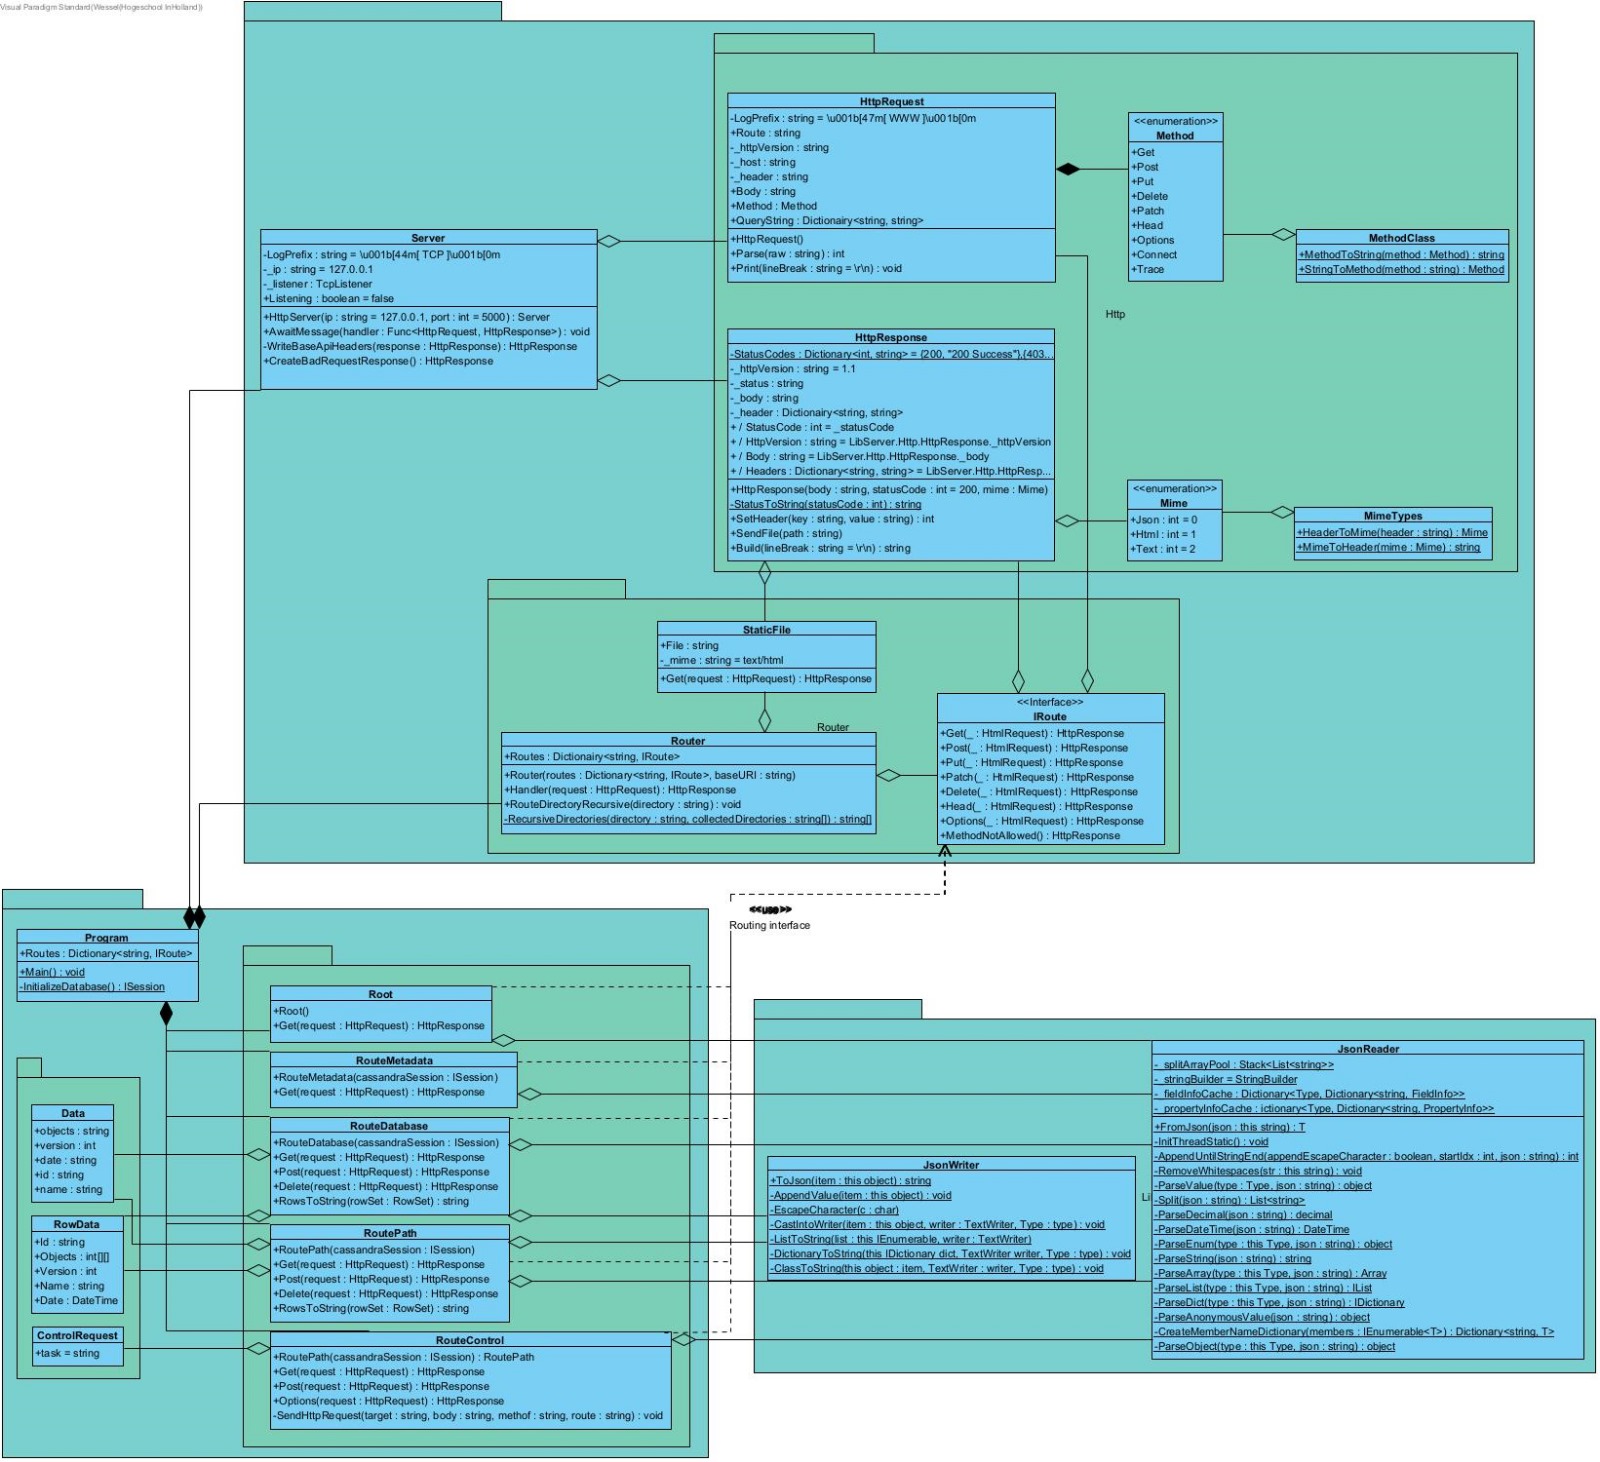 Visual Paradigm Standard(Wessel(Hogeschool InHolland))
HttpRequest
-LogPrefix : string = \u001b[47m[ WWW ]\u001b[0m
+Route : string
-_httpVersion : string
-_host : string
-_header : string
+Body : string
+Method : Method
+QueryString : Dictionairy<string, string>
+HttpRequest()
+Parse(raw : string) : int
+Print(lineBreak : string = \r\n) : void
<<enumeration>>
Method
+Get
+Post
+Put
+Delete
+Patch
+Head
+Options
+Connect
+Trace
MethodClass
+MethodToString(method : Method) : string
+StringToMethod(method : string) : Method
Server
-LogPrefix : string = \u001b[44m[ TCP ]\u001b[0m
-_ip : string = 127.0.0.1
-_listener : TcpListener
+Listening : boolean = false
+HttpServer(ip : string = 127.0.0.1, port : int = 5000) : Server
+AwaitMessage(handler : Func<HttpRequest, HttpResponse>) : void
-WriteBaseApiHeaders(response : HttpResponse) : HttpResponse
+CreateBadRequestResponse() : HttpResponse
Http
HttpResponse
-StatusCodes : Dictionary<int, string> = {200, "200 Success"},{403...
-_httpVersion : string = 1.1
-_status : string
-_body : string
-_header : Dictionairy<string, string>
+ / StatusCode : int = _statusCode
+ / HttpVersion : string = LibServer.Http.HttpResponse._httpVersion
+ / Body : string = LibServer.Http.HttpResponse._body
+ / Headers : Dictionary<string, string> = LibServer.Http.HttpResp...
+HttpResponse(body : string, statusCode : int = 200, mime : Mime)
-StatusToString(statusCode : int) : string
+SetHeader(key : string, value : string) : int
+SendFile(path : string)
+Build(lineBreak : string = \r\n) : string
<<enumeration>>
Mime
+Json : int = 0
+Html : int = 1
+Text : int = 2
MimeTypes
+HeaderToMime(header : string) : Mime
+MimeToHeader(mime : Mime) : string
StaticFile
+File : string
-_mime : string = text/html
+Get(request : HttpRequest) : HttpResponse
Router
Router
+Routes : Dictionairy<string, IRoute>
+Router(routes : Dictionary<string, IRoute>, baseURI : string)
+Handler(request : HttpRequest) : HttpResponse
+RouteDirectoryRecursive(directory : string) : void
-RecursiveDirectories(directory : string, collectedDirectories : string[]) : string[]
<<Interface>>
IRoute
+Get(_ : HtmlRequest) : HttpResponse
+Post(_ : HtmlRequest) : HttpResponse
+Put(_ : HtmlRequest) : HttpResponse
+Patch(_ : HtmlRequest) : HttpResponse
+Delete(_ : HtmlRequest) : HttpResponse
+Head(_ : HtmlRequest) : HttpResponse
+Options(_ : HtmlRequest) : HttpResponse
+MethodNotAllowed() : HttpResponse
<<use>>
Routing interface
Program
+Routes : Dictionary<string, IRoute>
+Main() : void
-InitializeDatabase() : ISession
Root
+Root()
+Get(request : HttpRequest) : HttpResponse
RouteMetadata
+RouteMetadata(cassandraSession : ISession)
+Get(request : HttpRequest) : HttpResponse
RouteDatabase
+RouteDatabase(cassandraSession : ISession)
+Get(request : HttpRequest) : HttpResponse
+Post(request : HttpRequest) : HttpResponse
+Delete(request : HttpRequest) : HttpResponse
+RowsToString(rowSet : RowSet) : string
RoutePath
+RoutePath(cassandraSession : ISession)
+Get(request : HttpRequest) : HttpResponse
+Post(request : HttpRequest) : HttpResponse
+Delete(request : HttpRequest) : HttpResponse
+RowsToString(rowSet : RowSet) : string
RouteControl
+RoutePath(cassandraSession : ISession) : RoutePath
+Get(request : HttpRequest) : HttpResponse
+Post(request : HttpRequest) : HttpResponse
+Options(request : HttpRequest) : HttpResponse
-SendHttpRequest(target : string, body : string, methof : string, route : string) : void
Data
+objects : string
+version : int
+date : string
+id : string
+name : string
RowData
+Id : string
+Objects : int[][]
+Version : int
+Name : string
+Date : DateTime
ControlRequest
+task = string
JsonWriter
+ToJson(item : this object) : string
-AppendValue(item : this object) : void
-EscapeCharacter(c : char)
-CastIntoWriter(item : this object, writer : TextWriter, Type : type) : void
-ListToString(list : this IEnumerable, writer : TextWriter)
-DictionaryToString(this IDictionary dict, TextWriter writer, Type : type) : void
-ClassToString(this object : item, TextWriter : writer, Type : type) : void
Li
JsonReader
-_splitArrayPool : Stack<List<string>>
-_stringBuilder = StringBuilder
-_fieldInfoCache : Dictionary<Type, Dictionary<string, FieldInfo>>
-_propertyInfoCache : ictionary<Type, Dictionary<string, PropertyInfo>>
+FromJson(json : this string) : T
-InitThreadStatic() : void
-AppendUntilStringEnd(appendEscapeCharacter : boolean, startIdx : int, json : string) : int
-RemoveWhitespaces(str : this string) : void
-ParseValue(type : Type, json : string) : object
-Split(json : string) : List<string>
-ParseDecimal(json : string) : decimal
-ParseDateTime(json : string) : DateTime
-ParseEnum(type : this Type, json : string) : object
-ParseString(json : string) : string
-ParseArray(type : this Type, json : string) : Array
-ParseList(type : this Type, json : string) : IList
-ParseDict(type : this Type, json : string) : IDictionary
-ParseAnonymousValue(json : string) : object
-CreateMemberNameDictionary(members : IEnumerable<T>) : Dictionary<string, T>
-ParseObject(type : this Type, json : string) : object